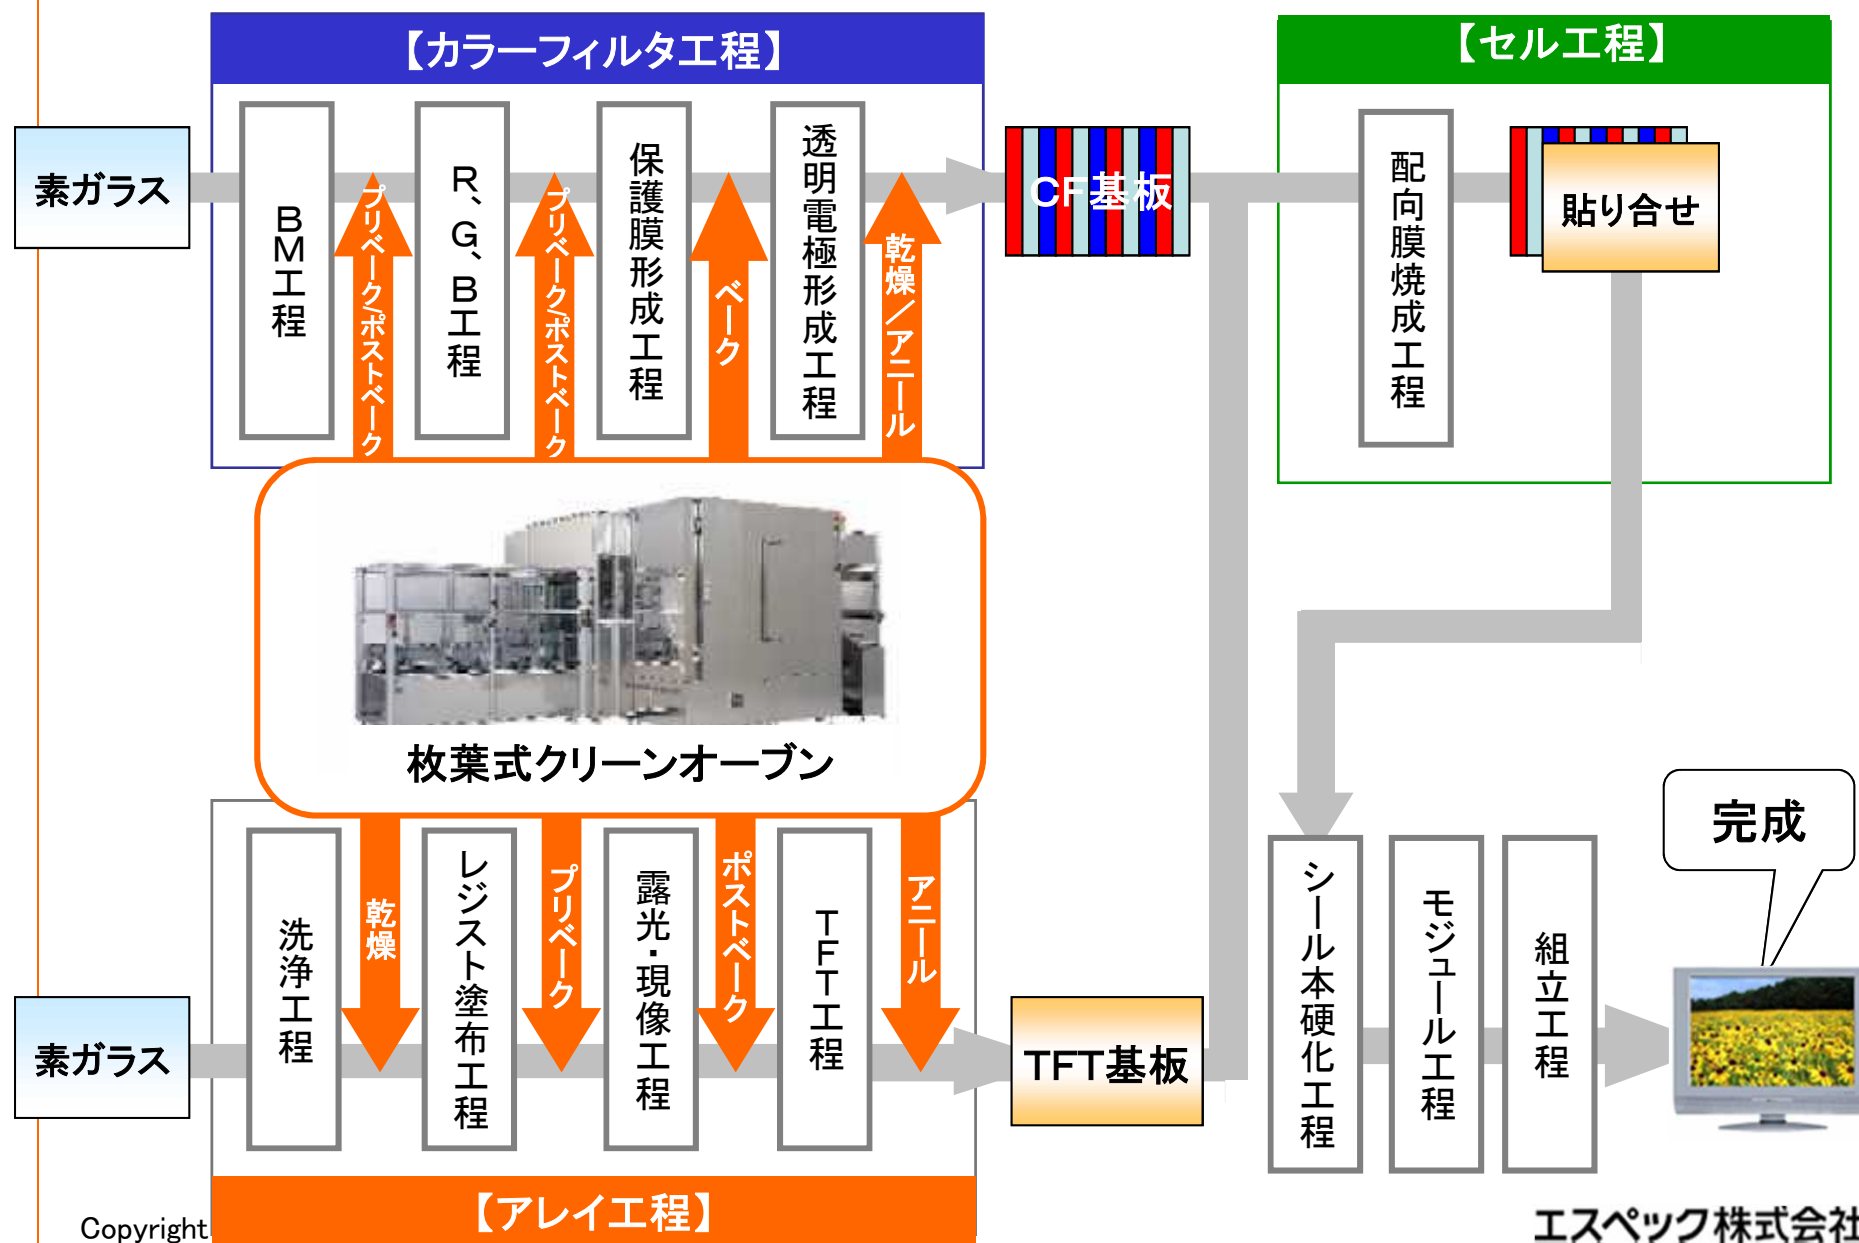 【カラーフィルタ工程】
【セル工程】
素ガラス
BM工程
プリベーク/ポストベーク
R、G、B工程
プリベーク/ポストベーク
保護膜形成工程
ベーク
透明電極形成工程
乾燥／アニール
CF基板
配向膜焼成工程
貼り合せ
枚葉式クリーンオーブン
素ガラス
洗浄工程
乾燥
レジスト塗布工程
プリベーク
露光・現像工程
ポストベーク
TFT工程
アニール
TFT基板
シール本硬化工程
モジュール工程
組立工程
完成
【アレイ工程】
Copyright
エスペック株式会社